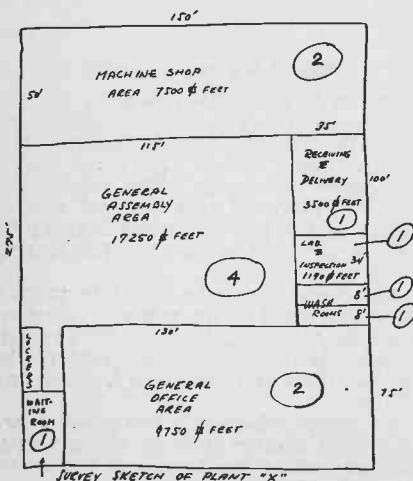 150'
MACHINE SHOP
AREA 7500 ⌀ FEET
2
50'
35'
115'
RECEIVING
&
DELIVERY
3500 ⌀ FEET
1
100'
GENERAL
ASSEMBLY
AREA
17250 ⌀ FEET
275'
4
LAB.
&
INSPECTION 34'
1190 ⌀ FEET
1
WASH
ROOMS
8'
1
8'
1
130'
LOCKERS
WAIT-
ING
ROOM
1
GENERAL
OFFICE
AREA
9750 ⌀ FEET
2
75'
SURVEY SKETCH OF PLANT "X"